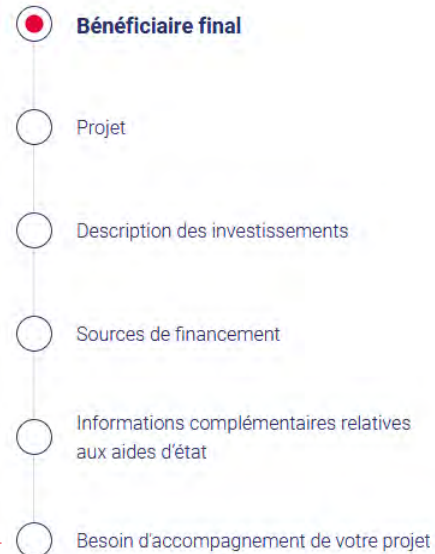 Bénéficiaire final
Projet
Description des investissements
Sources de financement
Informations complémentaires relatives
aux aides d'état
Besoin d'accompagnement de votre projet